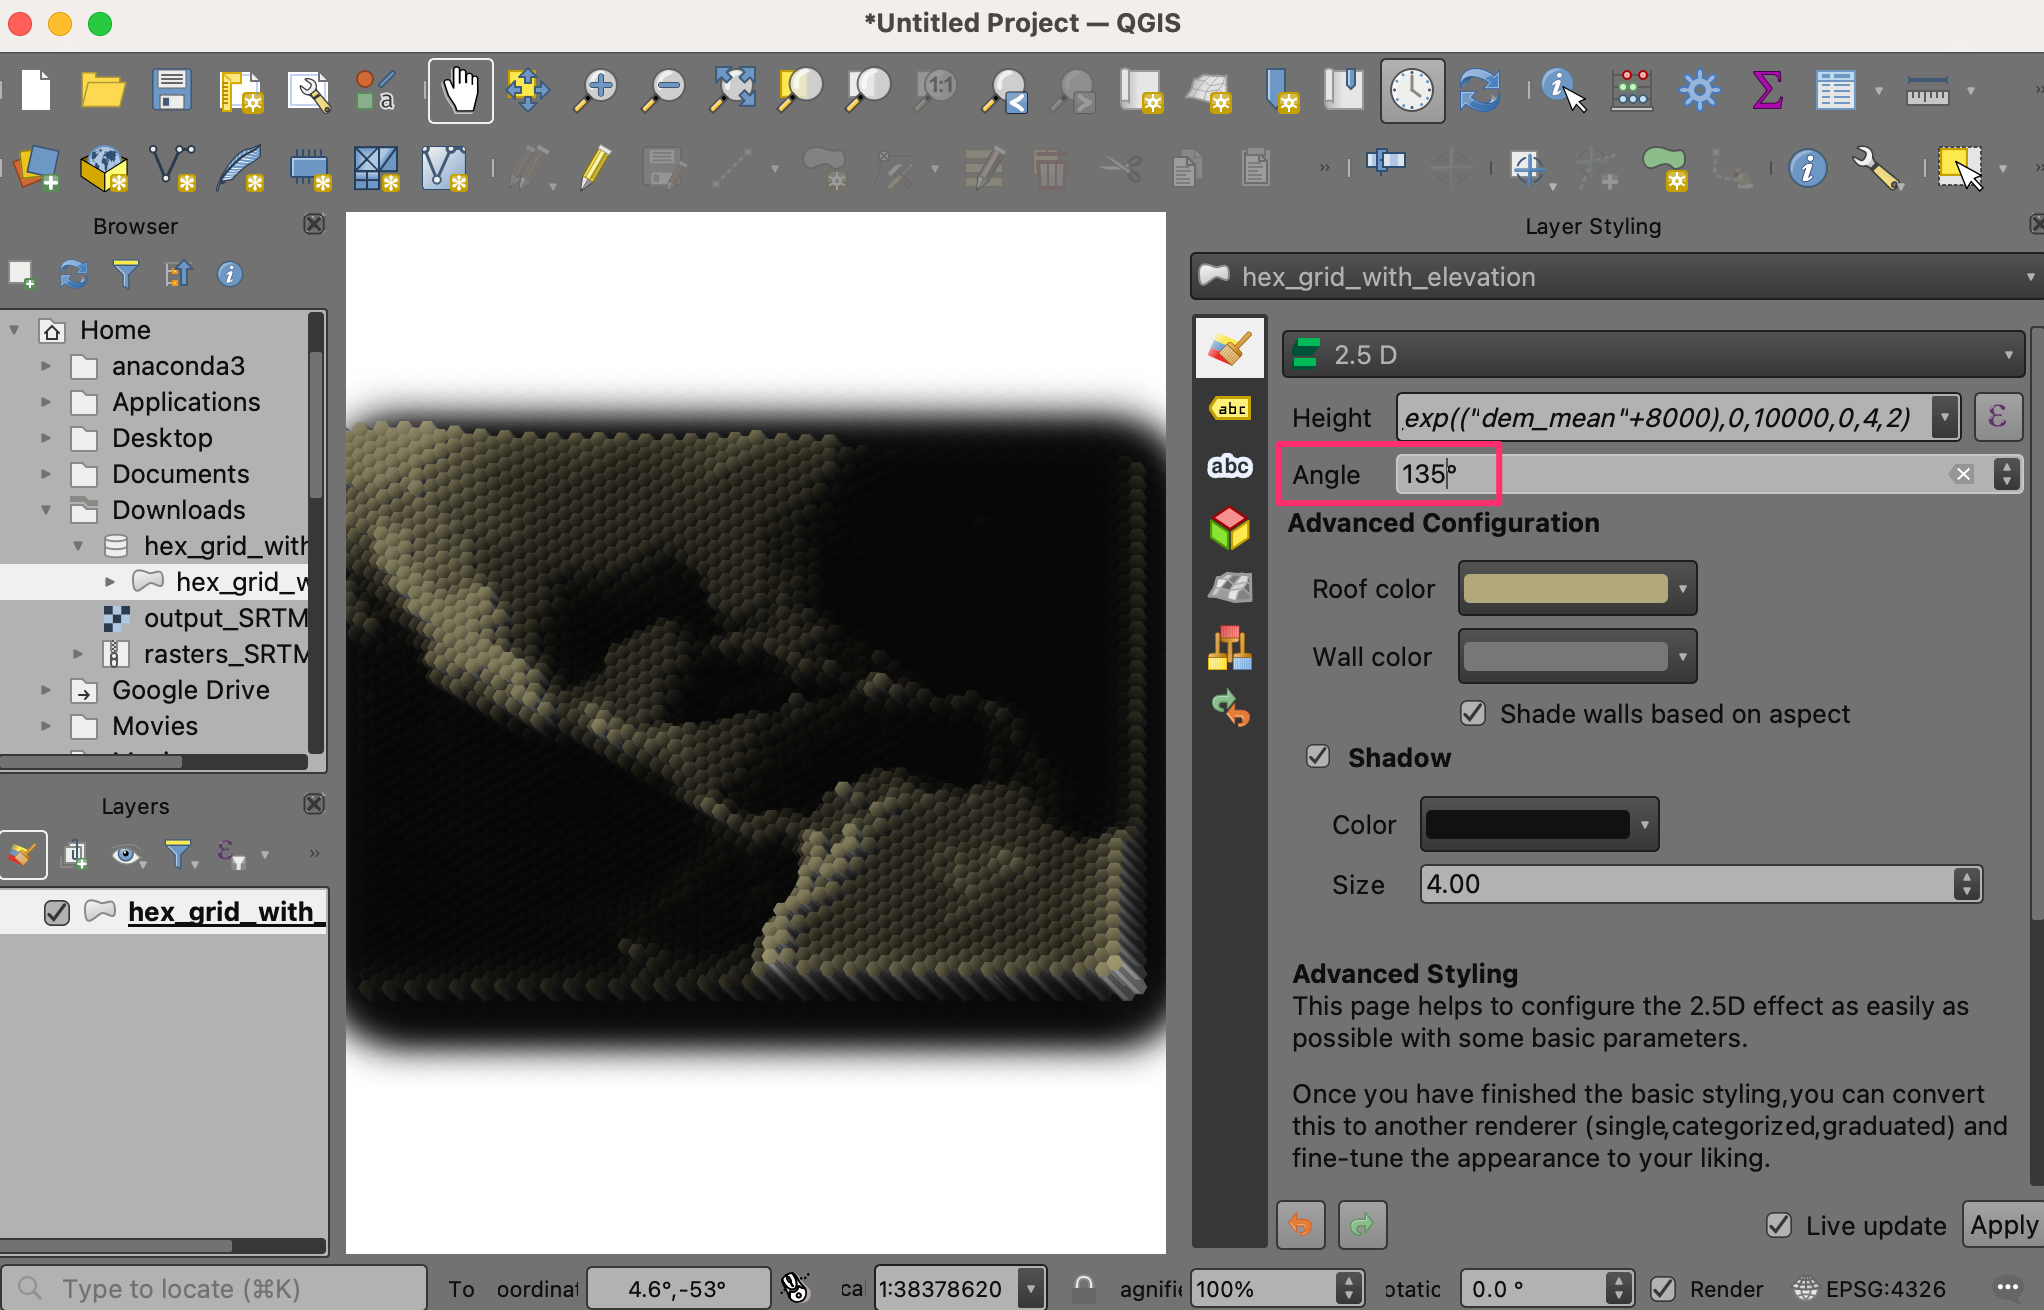 *Untitled Project — QGIS
1:1
a
Browser
Home
anaconda3
Applications
Desktop
Documents
Downloads
hex_grid_with
hex_grid_w
output_SRTM
rasters_SRTM
Google Drive
Movies
Layers
hex_grid_with_
Layer Styling
hex_grid_with_elevation
abc
abc
2.5 D
Height
exp(("dem_mean"+8000),0,10000,0,4,2)
ε
Angle
135°
Advanced Configuration
Roof color
Wall color
Shade walls based on aspect
Shadow
Color
Size
4.00
Advanced Styling
This page helps to configure the 2.5D effect as easily as
possible with some basic parameters.
Once you have finished the basic styling,you can convert
this to another renderer (single,categorized,graduated) and
fine-tune the appearance to your liking.
Live update
Apply
Type to locate (⌘K)
To
oordinat
4.6°,-53°
cal
1:38378620
agnifie
100%
otatic
0.0 °
Render
EPSG:4326